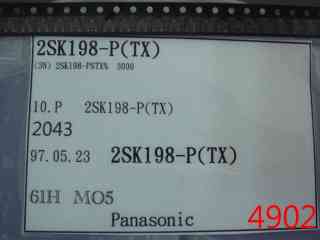 2SK198-P(TX)
(3N) 2SK198-PSTX% 3000
10.P 2SK198-P(TX)
2043
97.05.23 2SK198-P(TX)
61H MO5
Panasonic
4902